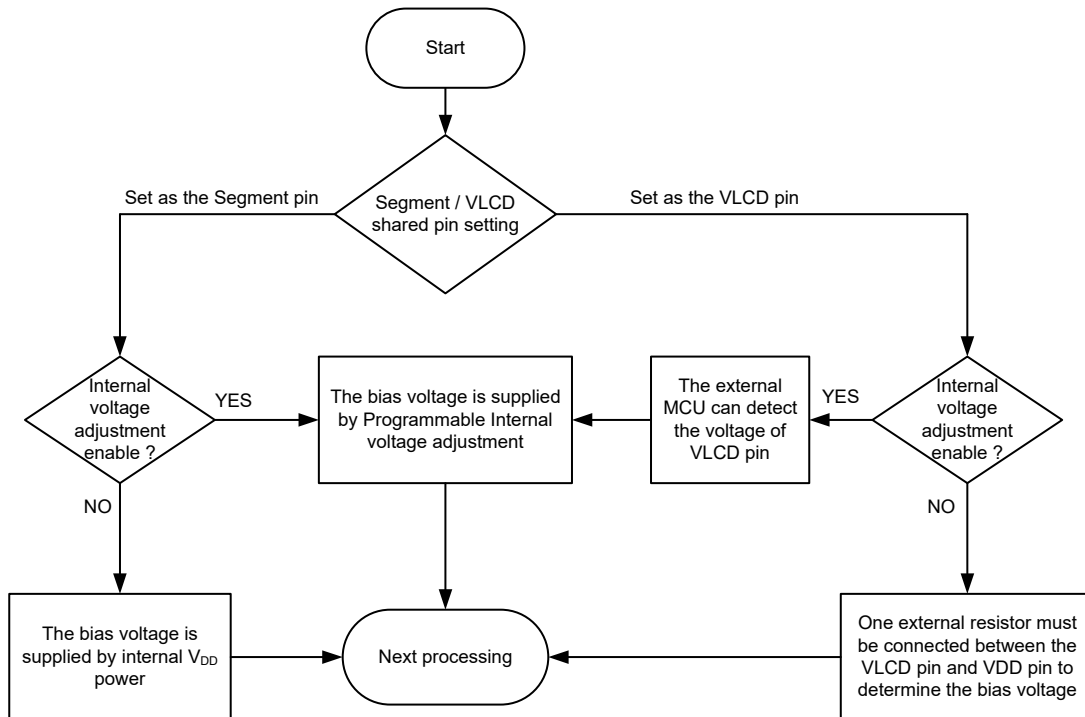 Start
Set as the Segment pin
Segment / VLCD
shared pin setting
Set as the VLCD pin
Internal
voltage
adjustment
enable ?
YES
The bias voltage is supplied
by Programmable Internal
voltage adjustment
The external
MCU can detect
the voltage of
VLCD pin
YES
Internal
voltage
adjustment
enable ?
NO
NO
The bias voltage is
supplied by internal VDD
power
Next processing
One external resistor must
be connected between the
VLCD pin and VDD pin to
determine the bias voltage